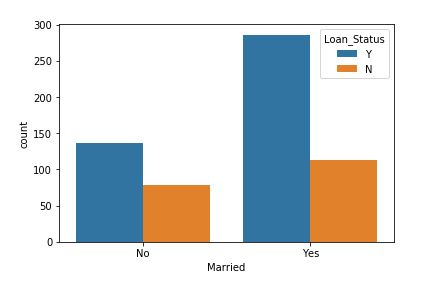 300
250
200
150
100
50
0
count
Loan_Status
Y
N
No Yes
Married